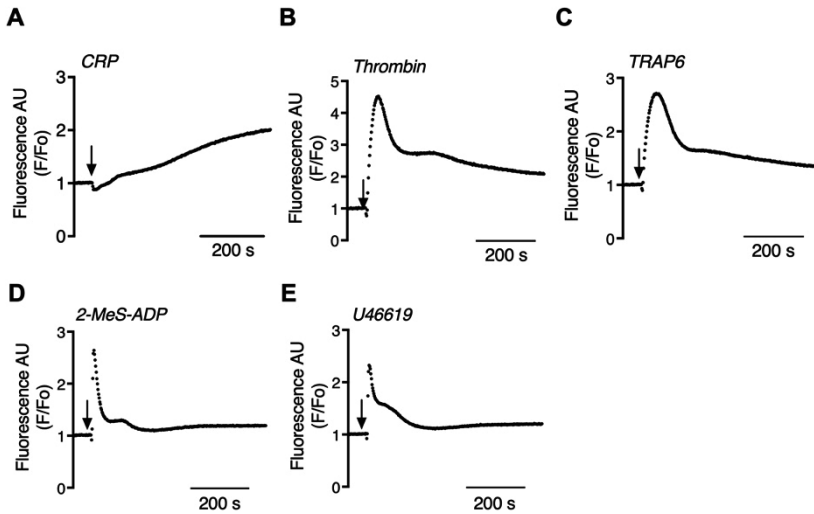 A
CRP
Fluorescence AU
(F/Fo)
3
2
1
0
200 s
B
Thrombin
Fluorescence AU
(F/Fo)
5
4
3
2
1
0
200 s
C
TRAP6
Fluorescence AU
(F/Fo)
3
2
1
0
200 s
D
2-MeS-ADP
Fluorescence AU
(F/Fo)
3
2
1
0
200 s
E
U46619
Fluorescence AU
(F/Fo)
3
2
1
0
200 s